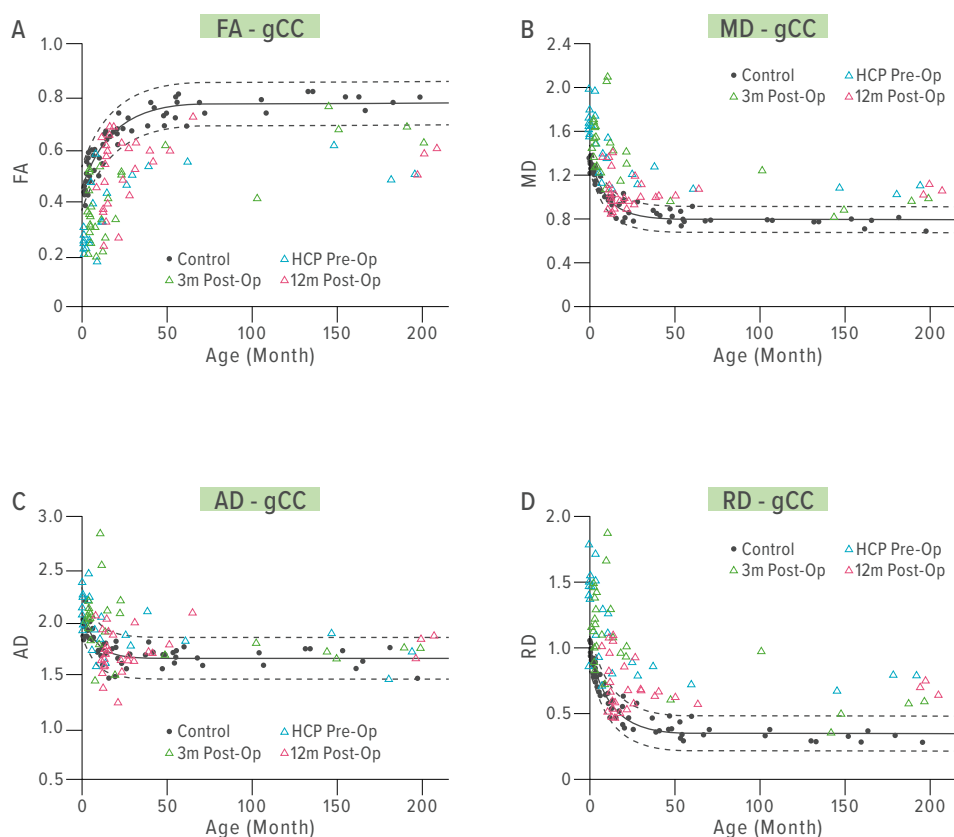 A
FA - gCC
1.0
0.8
0.6
0.4
0.2
0
FA
Control
HCP Pre-Op
3m Post-Op
12m Post-Op
0
50
100
150
200
Age (Month)
B
MD - gCC
2.4
2.0
1.6
1.2
0.8
0.4
0
MD
Control
HCP Pre-Op
3m Post-Op
12m Post-Op
0
50
100
150
200
Age (Month)
C
AD - gCC
3.0
2.5
2.0
1.5
1.0
0.5
AD
Control
HCP Pre-Op
3m Post-Op
12m Post-Op
0
50
100
150
200
Age (Month)
D
RD - gCC
2.0
1.5
1.0
0.5
0
RD
Control
HCP Pre-Op
3m Post-Op
12m Post-Op
0
50
100
150
200
Age (Month)